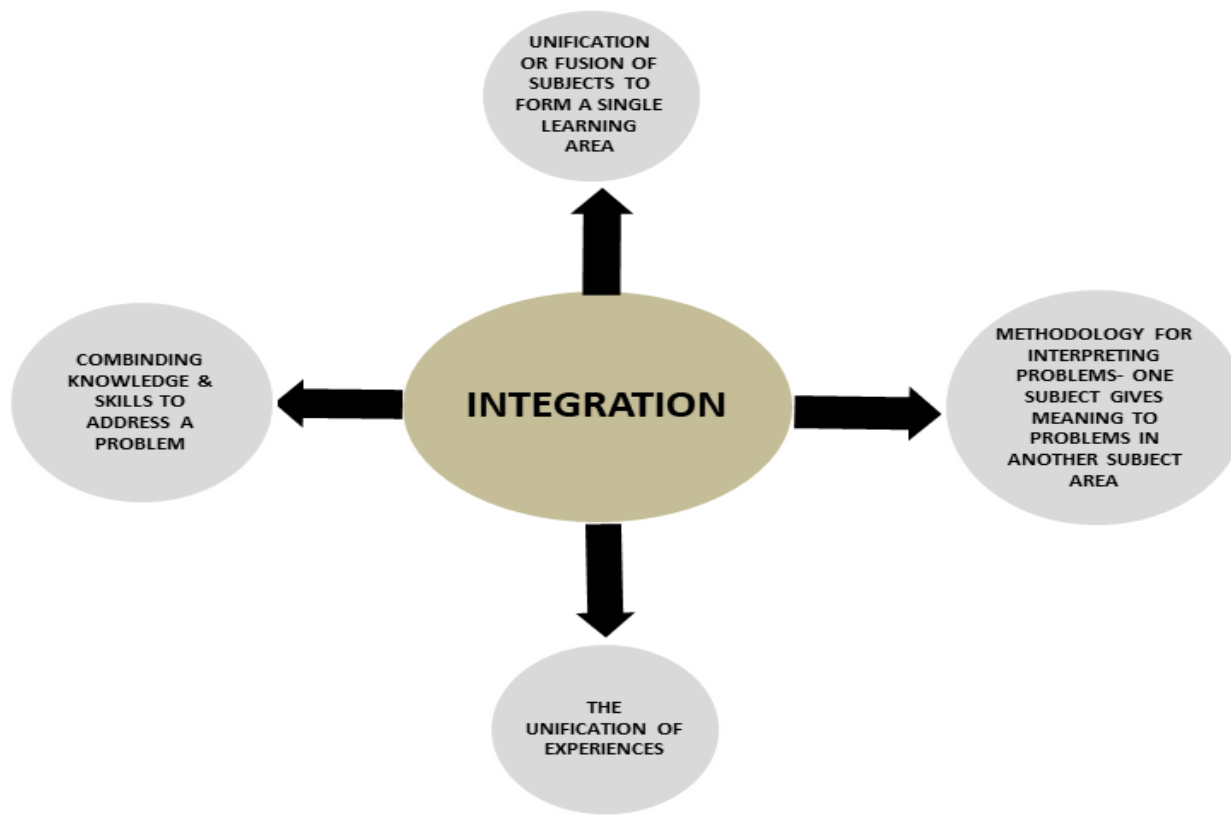 UNIFICATION
OR FUSION OF
SUBJECTS TO
FORM A SINGLE
LEARNING
AREA
COMBINDING
KNOWLEDGE &
SKILLS TO
ADDRESS A
PROBLEM
INTEGRATION
METHODOLOGY FOR
INTERPRETING
PROBLEMS- ONE
SUBJECT GIVES
MEANING TO
PROBLEMS IN
ANOTHER SUBJECT
AREA
THE
UNIFICATION OF
EXPERIENCES